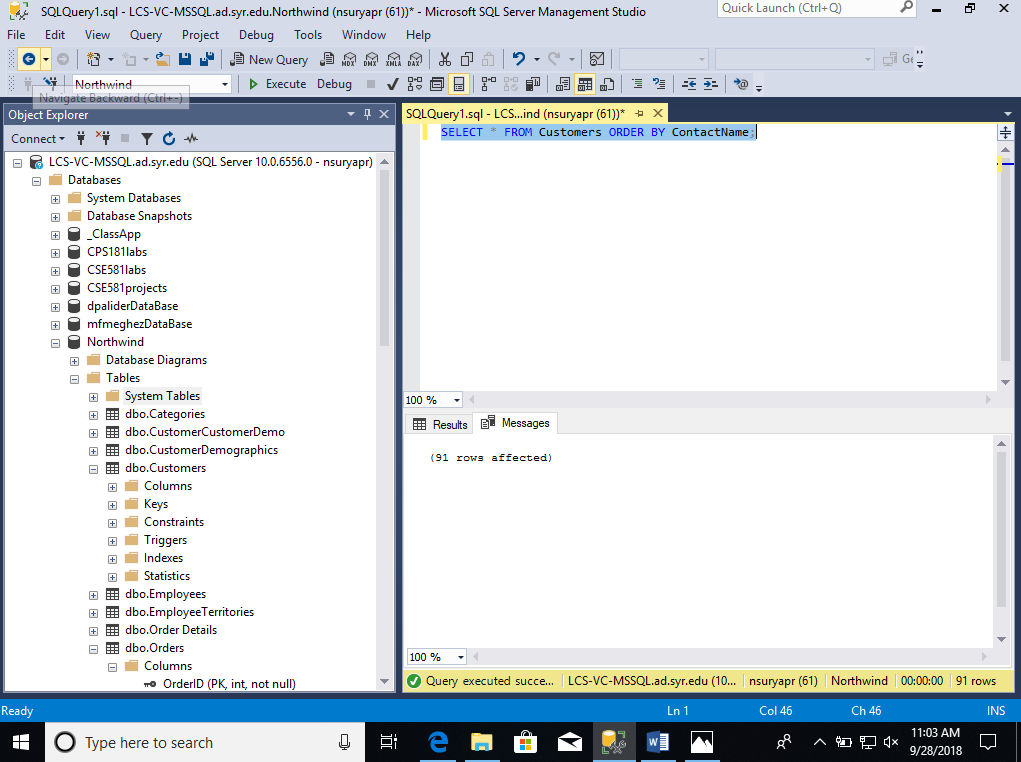 SQLQuery1.sql - LCS-VC-MSSQL.ad.syr.edu.Northwind (nsuryapr (61))* - Microsoft SQL Server Management Studio
Quick Launch (Ctrl+Q)
File Edit View Query Project Debug Tools Window Help
New Query MDX DMX XMLA DAX
Northwind Execute Debug
Navigate Backward (Ctrl+-)
Object Explorer
SQLQuery1.sql - LCS...ind (nsuryapr (61))*
Connect
SELECT * FROM Customers ORDER BY ContactName;
LCS-VC-MSSQL.ad.syr.edu (SQL Server 10.0.6556.0 - nsuryapr)
Databases
System Databases
Database Snapshots
_ClassApp
CPS181labs
CSE581labs
CSE581projects
dpaliderDataBase
mfmeghezDataBase
Northwind
Database Diagrams
Tables
System Tables
dbo.Categories
dbo.CustomerCustomerDemo
dbo.CustomerDemographics
dbo.Customers
Columns
Keys
Constraints
Triggers
Indexes
Statistics
dbo.Employees
dbo.EmployeeTerritories
dbo.Order Details
dbo.Orders
Columns
OrderID (PK, int, not null)
100 %
Results Messages
(91 rows affected)
100 %
Query executed succe... LCS-VC-MSSQL.ad.syr.edu (10... nsuryapr (61) Northwind 00:00:00 91 rows
Ready Ln 1 Col 46 Ch 46 INS
Type here to search
11:03 AM
9/28/2018